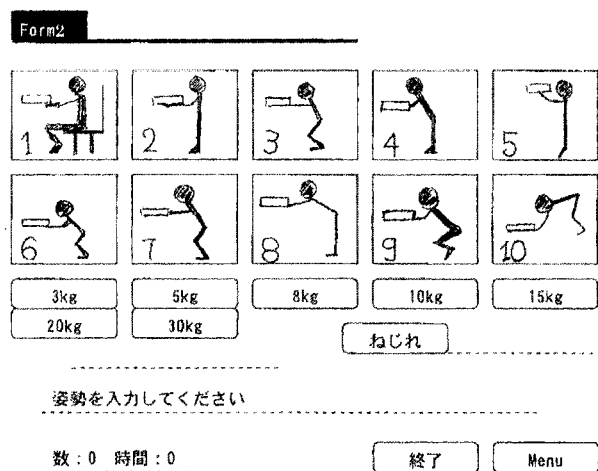 Form2
1 2 3 4 5
6 7 8 9 10
3kg 5kg 8kg 10kg 15kg
20kg 30kg
ねじれ
姿勢を入力してください
数：0 時間：0 終了 Menu